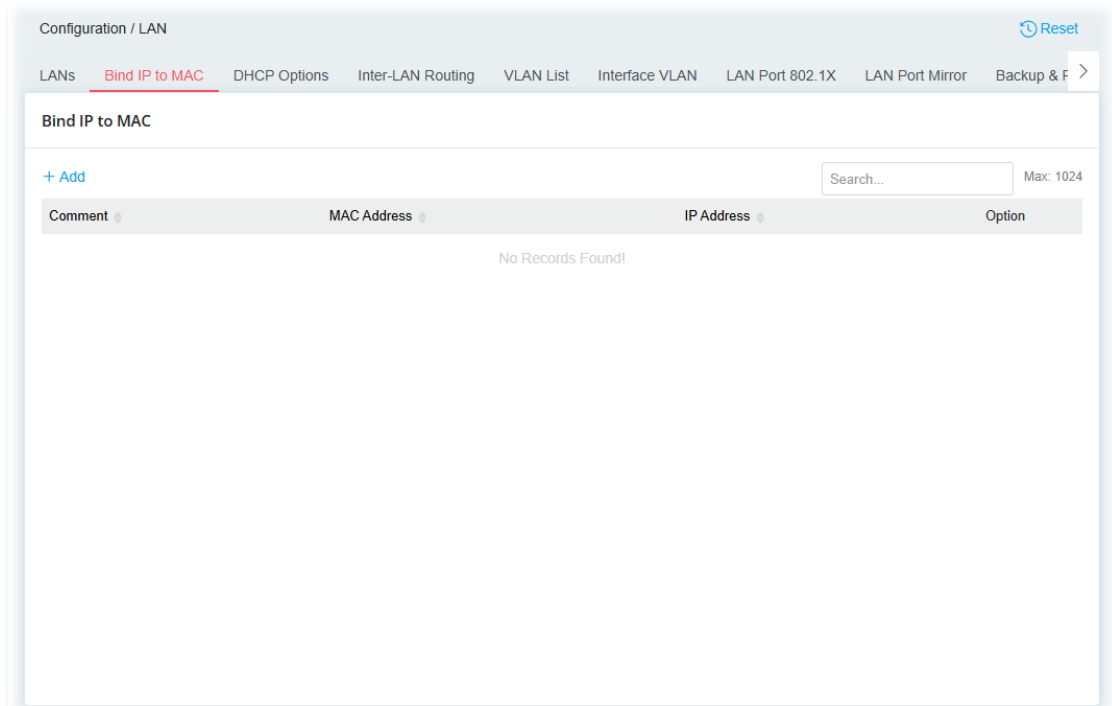 Configuration / LAN
Reset
LANs Bind IP to MAC DHCP Options Inter-LAN Routing VLAN List Interface VLAN LAN Port 802.1X LAN Port Mirror Backup &
Bind IP to MAC
+ Add
Search...
Max: 1024
Comment MAC Address IP Address Option
No Records Found!